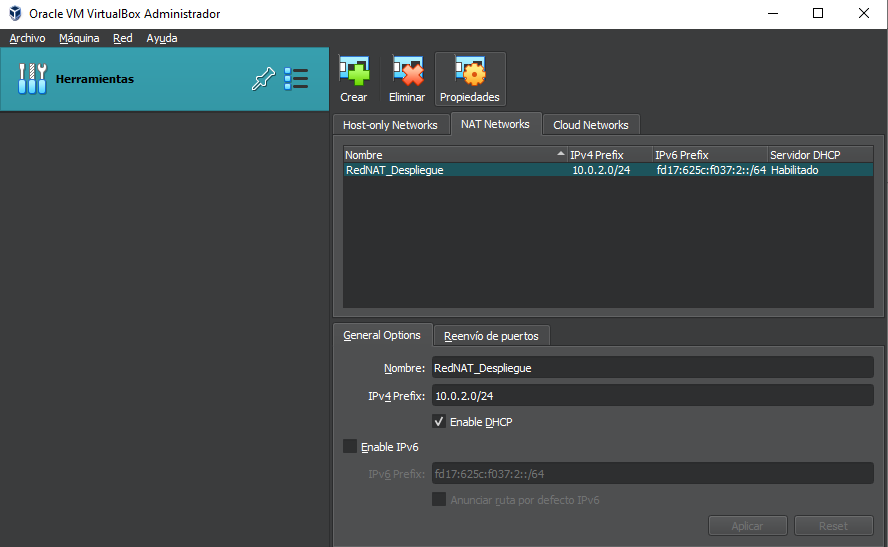 Oracle VM VirtualBox Administrador
Archivo Máquina Red Ayuda
Herramientas
Crear Eliminar Propiedades
Host-only Networks NAT Networks Cloud Networks
Nombre IPv4 Prefix IPv6 Prefix Servidor DHCP
RedNAT_Despliegue 10.0.2.0/24 fd17:625c:f037:2::/64 Habilitado
General Options Reenvío de puertos
Nombre: RedNAT_Despliegue
IPv4 Prefix: 10.0.2.0/24
Enable DHCP
Enable IPv6
IPv6 Prefix: fd17:625c:f037:2::/64
Anunciar ruta por defecto IPv6
Aplicar Reset